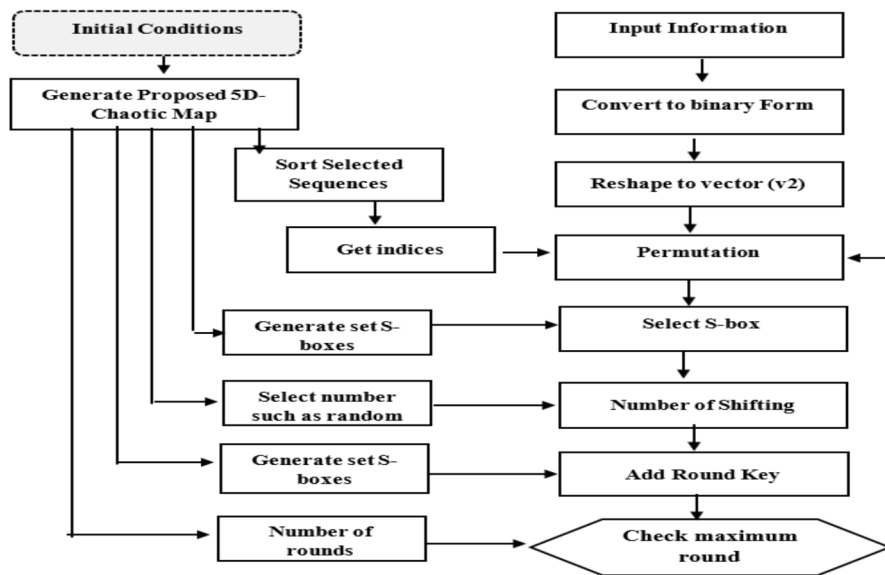 Initial Conditions
Generate Proposed 5D-
Chaotic Map
Sort Selected
Sequences
Get indices
Generate set S-
boxes
Select number
such as random
Generate set S-
boxes
Number of
rounds
Input Information
Convert to binary Form
Reshape to vector (v2)
Permutation
Select S-box
Number of Shifting
Add Round Key
Check maximum
round